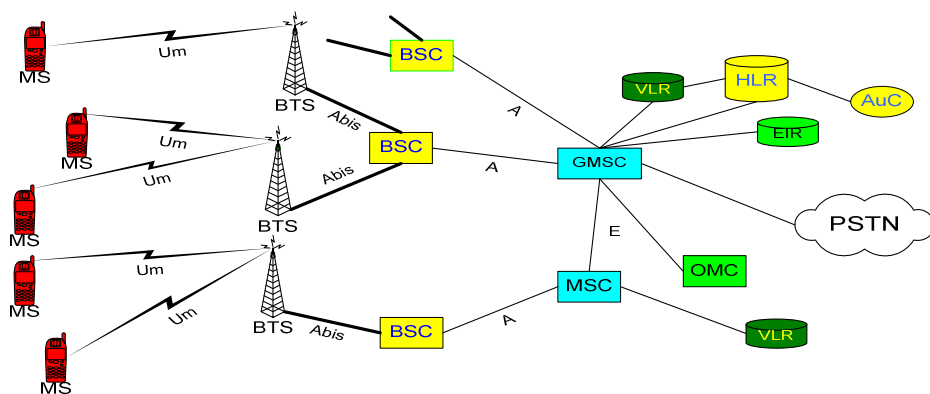 MS
Um
BTS
BSC
VLR
HLR
AuC
EIR
A
Abis
MS
Um
BSC
A
GMSC
Abis
MS
BTS
PSTN
E
MS
Um
OMC
MSC
BTS
Um
Abis
BSC
A
VLR
MS